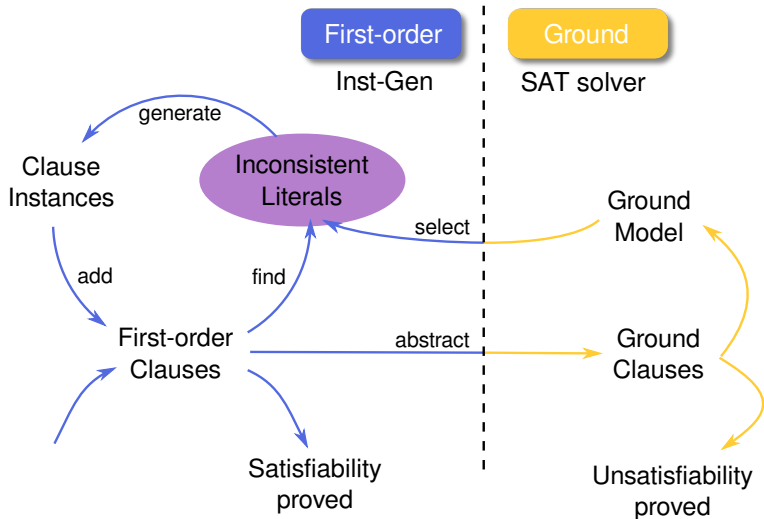 First-order
Ground
Inst-Gen
SAT solver
generate
Clause
Instances
Inconsistent
Literals
select
Ground
Model
add
find
First-order
Clauses
abstract
Ground
Clauses
Satisfiability
proved
Unsatisfiability
proved